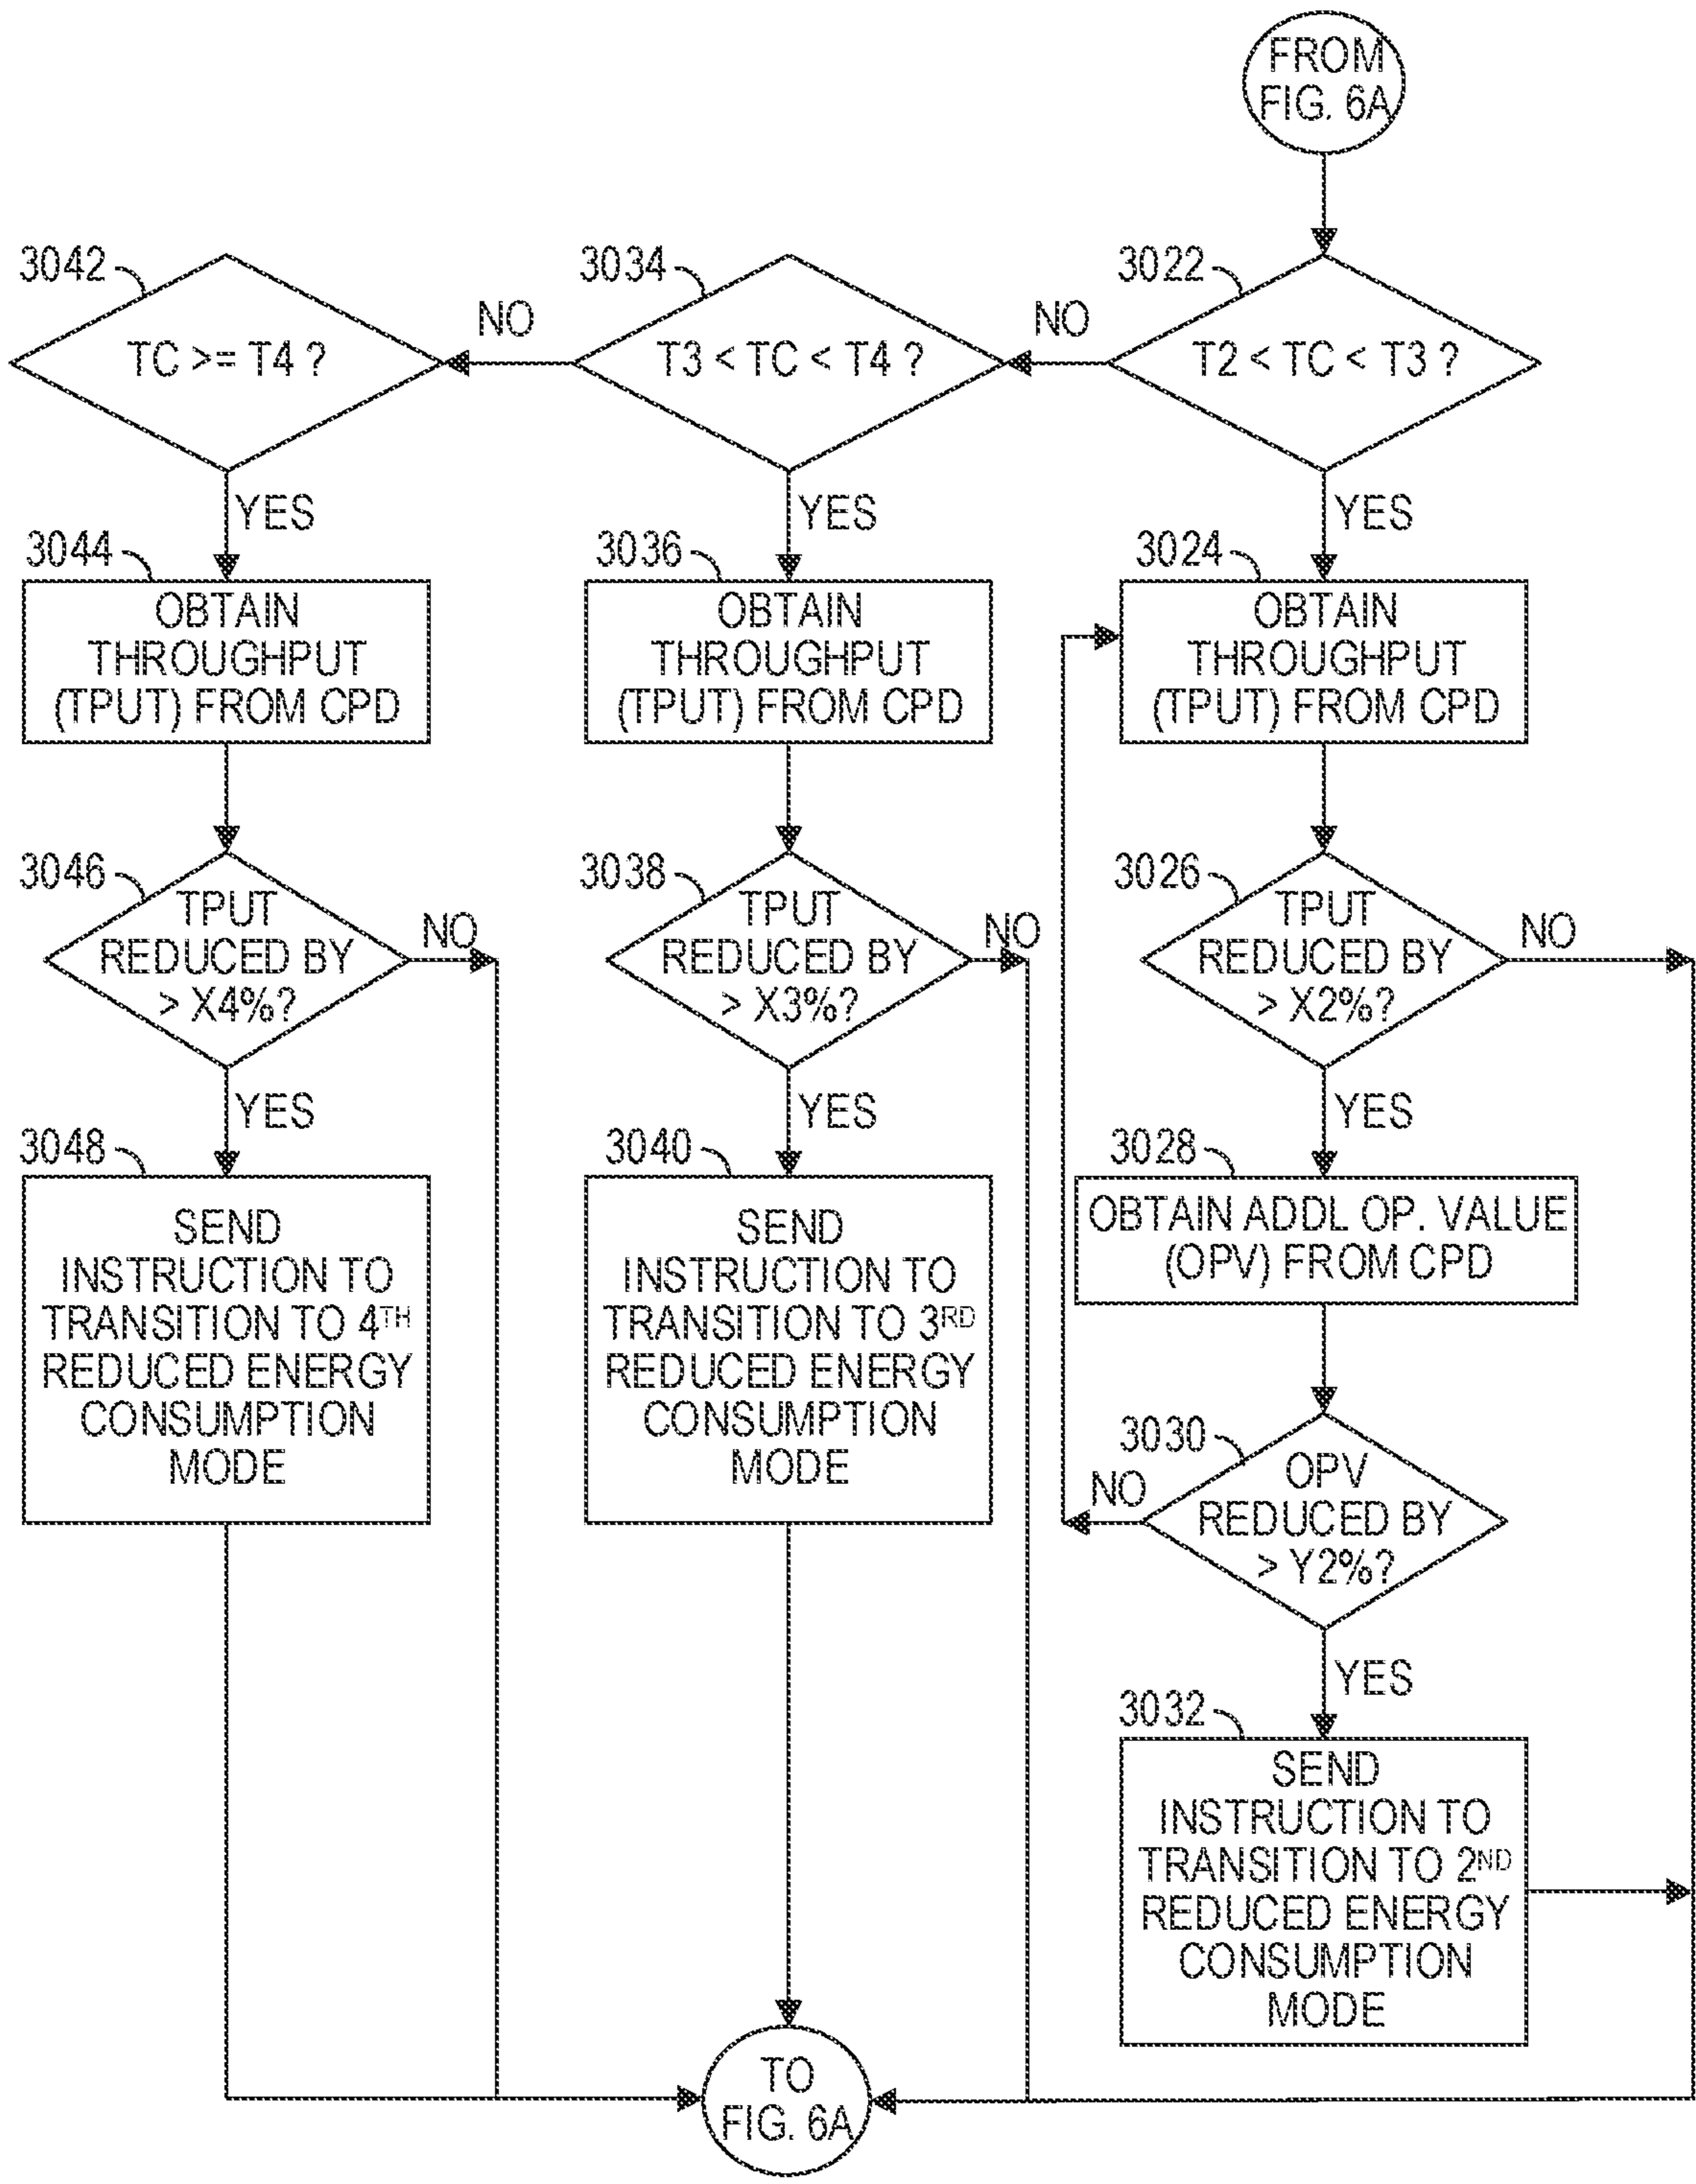 FROM
FIG. 6A
3022
T2 < TC < T3 ?
NO
YES
3034
T3 < TC < T4 ?
NO
YES
3042
TC >= T4 ?
YES
3024
OBTAIN
THROUGHPUT
(TPUT) FROM CPD
3026
TPUT
REDUCED BY
> X2%?
NO
YES
3028
OBTAIN ADDL OP. VALUE
(OPV) FROM CPD
3030
OPV
REDUCED BY
> Y2%?
NO
YES
3032
SEND
INSTRUCTION TO
TRANSITION TO 2ND
REDUCED ENERGY
CONSUMPTION
MODE
3036
OBTAIN
THROUGHPUT
(TPUT) FROM CPD
3038
TPUT
REDUCED BY
> X3%?
NO
YES
3040
SEND
INSTRUCTION TO
TRANSITION TO 3RD
REDUCED ENERGY
CONSUMPTION
MODE
3044
OBTAIN
THROUGHPUT
(TPUT) FROM CPD
3046
TPUT
REDUCED BY
> X4%?
NO
YES
3048
SEND
INSTRUCTION TO
TRANSITION TO 4TH
REDUCED ENERGY
CONSUMPTION
MODE
TO
FIG. 6A